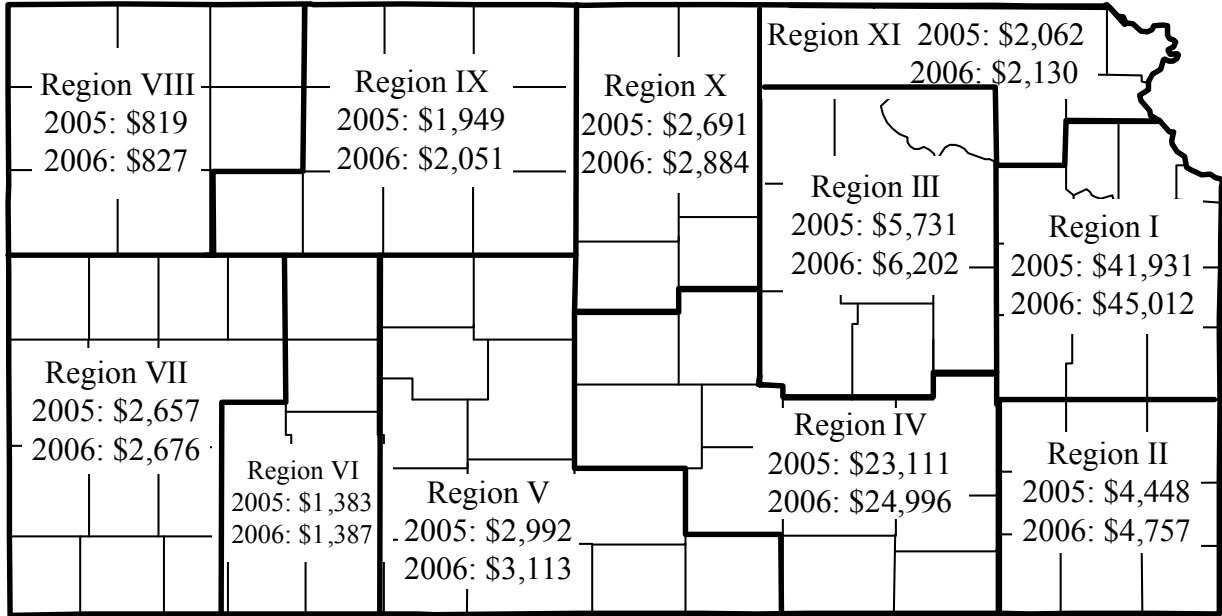 Region VIII
2005: $819
2006: $827
Region IX
2005: $1,949
2006: $2,051
Region X
2005: $2,691
2006: $2,884
Region XI 2005: $2,062
2006: $2,130
Region III
2005: $5,731
2006: $6,202
Region I
2005: $41,931
2006: $45,012
Region VII
2005: $2,657
2006: $2,676
Region VI
2005: $1,383
2006: $1,387
Region V
2005: $2,992
2006: $3,113
Region IV
2005: $23,111
2006: $24,996
Region II
2005: $4,448
2006: $4,757